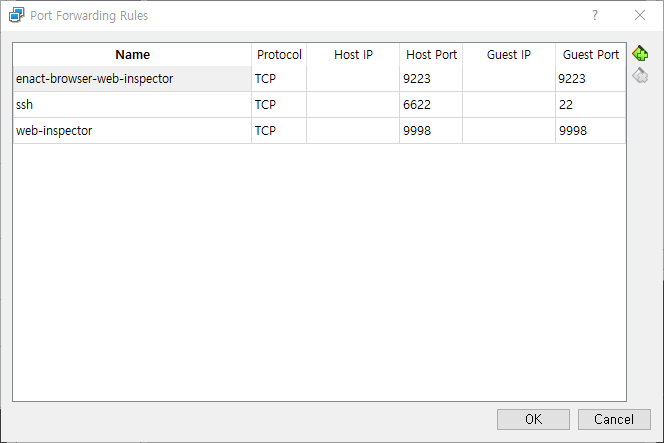 Port Forwarding Rules
?
Name Protocol Host IP Host Port Guest IP Guest Port
enact-browser-web-inspector TCP 9223 9223
ssh TCP 6622 22
web-inspector TCP 9998 9998
OK Cancel